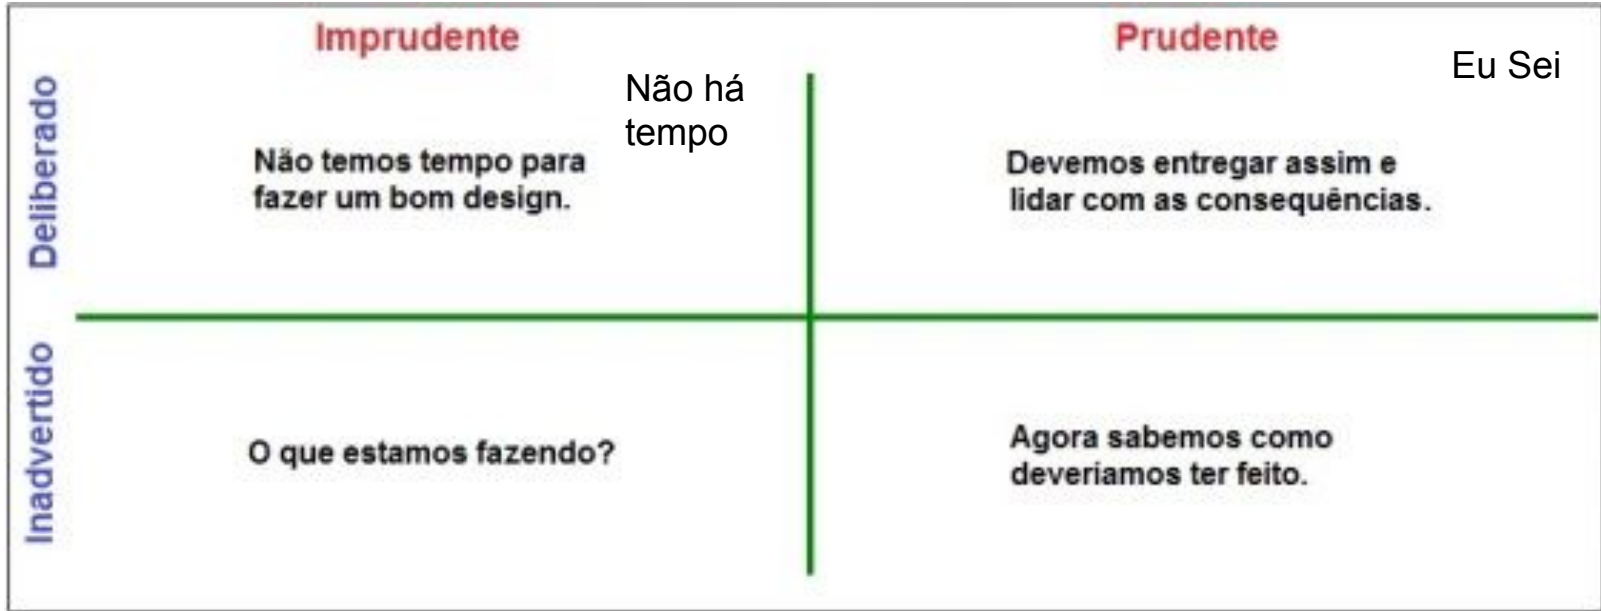 Imprudente
Prudente
Eu Sei
Deliberado
Não há
tempo
Não temos tempo para
fazer um bom design.
Devemos entregar assim e
lidar com as consequências.
Inadvertido
O que estamos fazendo?
Agora sabemos como
deveriamos ter feito.